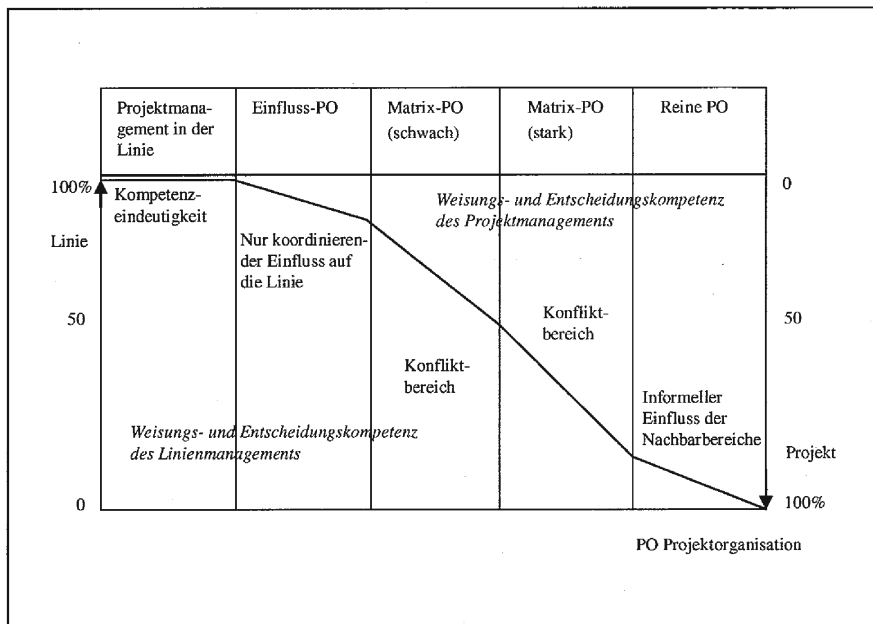 Projektmana-
gement in der
Linie
Einfluss-PO
Matrix-PO
(schwach)
Matrix-PO
(stark)
Reine PO
100%
Linie
50
0
Kompetenz-
eindeutigkeit
Nur koordinieren-
der Einfluss auf
die Linie
Weisungs- und Entscheidungskompetenz
des Projektmanagements
Konflikt-
bereich
Konflikt-
bereich
Informeller
Einfluss der
Nachbarbereiche
Weisungs- und Entscheidungskompetenz
des Linienmanagements
0
50
Projekt
100%
PO Projektorganisation